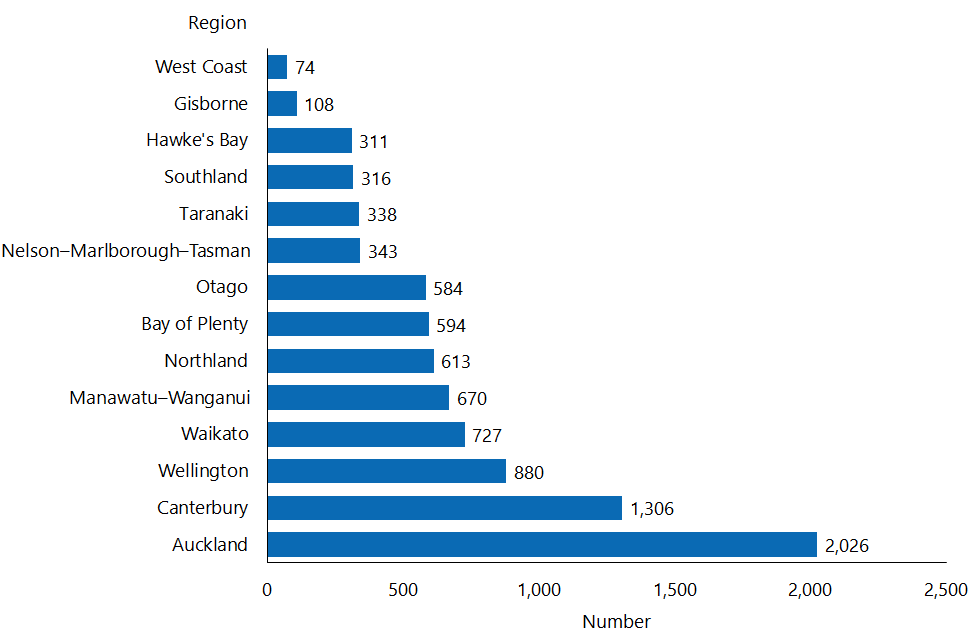 Region
West Coast 74
Gisborne 108
Hawke's Bay 311
Southland 316
Taranaki 338
Nelson–Marlborough–Tasman 343
Otago 584
Bay of Plenty 594
Northland 613
Manawatu–Wanganui 670
Waikato 727
Wellington 880
Canterbury 1,306
Auckland 2,026
0 500 1,000 1,500 2,000 2,500
Number